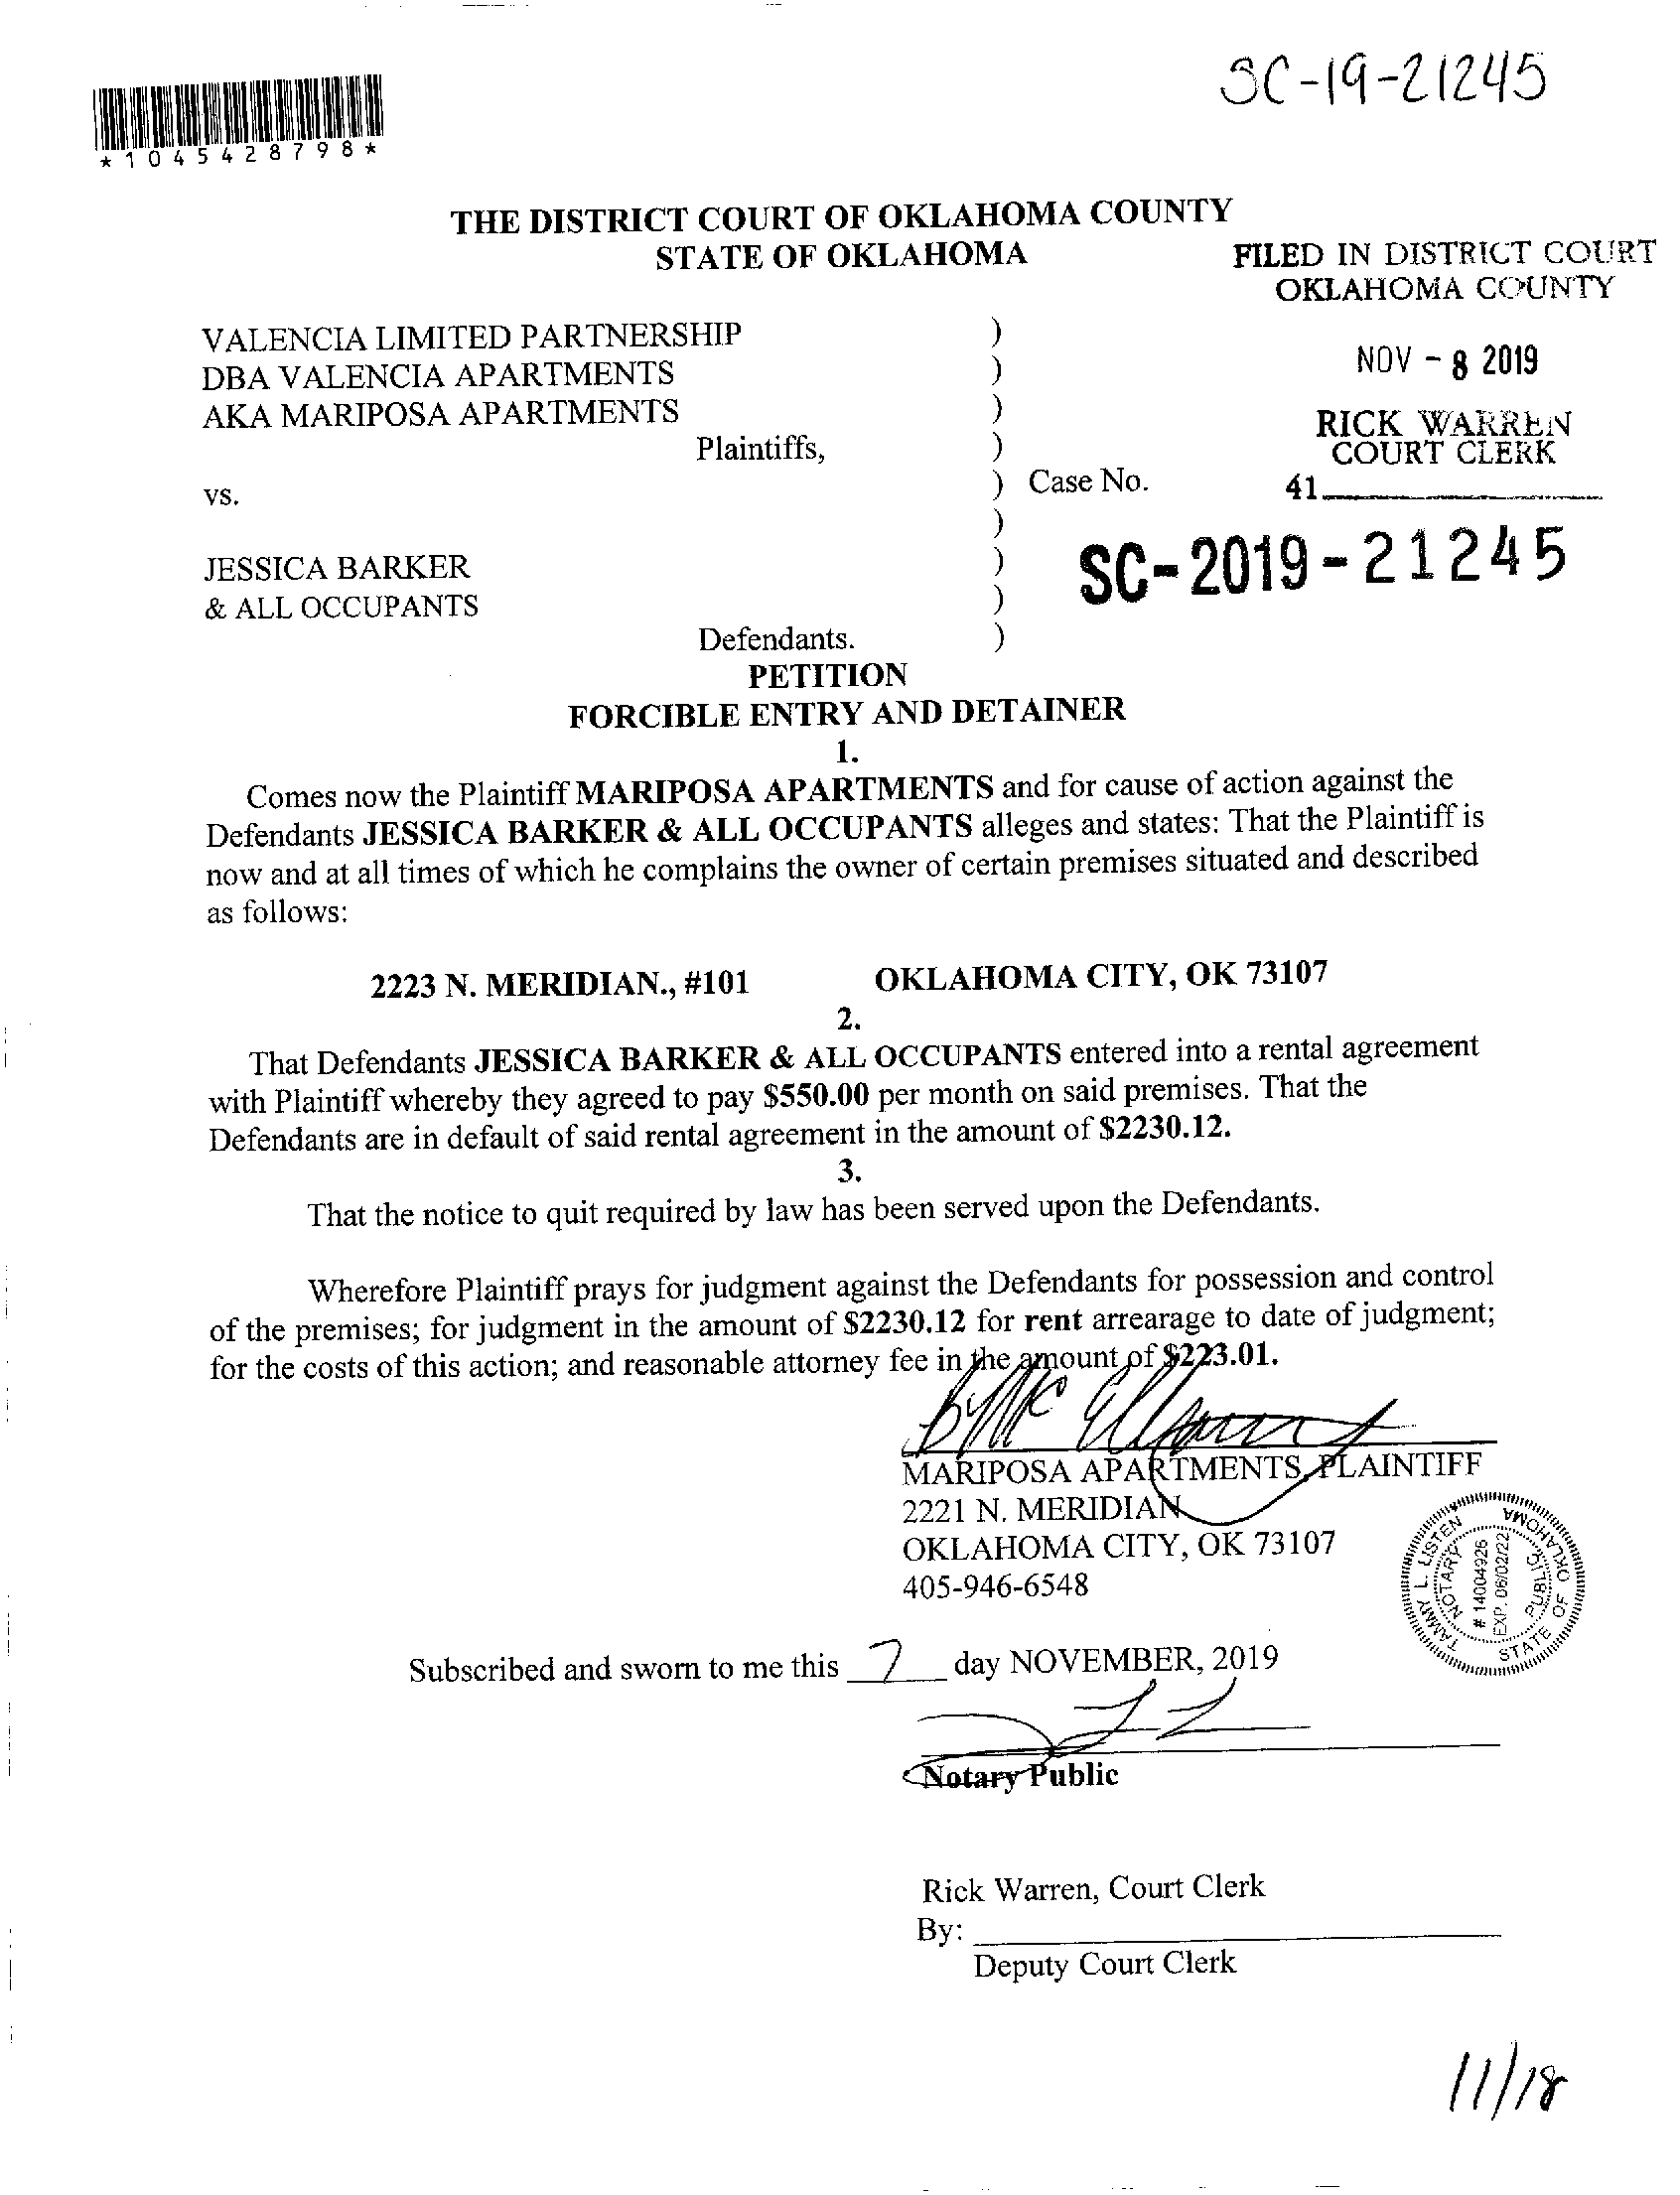 SC-19-21245
*1045428798*
THE DISTRICT COURT OF OKLAHOMA COUNTY
STATE OF OKLAHOMA
FILED IN DISTRICT COURT
OKLAHOMA COUNTY
VALENCIA LIMITED PARTNERSHIP )
DBA VALENCIA APARTMENTS )
NOV - 8 2019
AKA MARIPOSA APARTMENTS )
RICK WARREN
COURT CLERK
Plaintiffs, )
vs. ) Case No.
41
)
JESSICA BARKER )
SC-2019-21245
& ALL OCCUPANTS )
Defendants. )
PETITION
FORCIBLE ENTRY AND DETAINER
1.
Comes now the Plaintiff MARIPOSA APARTMENTS and for cause of action against the
Defendants JESSICA BARKER & ALL OCCUPANTS alleges and states: That the Plaintiff is
now and at all times of which he complains the owner of certain premises situated and described
as follows:
2223 N. MERIDIAN., #101 OKLAHOMA CITY, OK 73107
2.
That Defendants JESSICA BARKER & ALL OCCUPANTS entered into a rental agreement
with Plaintiff whereby they agreed to pay $550.00 per month on said premises. That the
Defendants are in default of said rental agreement in the amount of $2230.12.
3.
That the notice to quit required by law has been served upon the Defendants.
Wherefore Plaintiff prays for judgment against the Defendants for possession and control
of the premises; for judgment in the amount of $2230.12 for rent arrearage to date of judgment;
for the costs of this action; and reasonable attorney fee in the amount of $223.01.
MARIPOSA APARTMENTS, PLAINTIFF
2221 N. MERIDIAN
OKLAHOMA CITY, OK 73107
405-946-6548
TAMMY L. LISTEN
NOTARY PUBLIC
# 14004926
EXP. 06/02/22
STATE OF OKLAHOMA
Subscribed and sworn to me this 7 day NOVEMBER, 2019
Notary Public
Rick Warren, Court Clerk
By:
Deputy Court Clerk
11/18